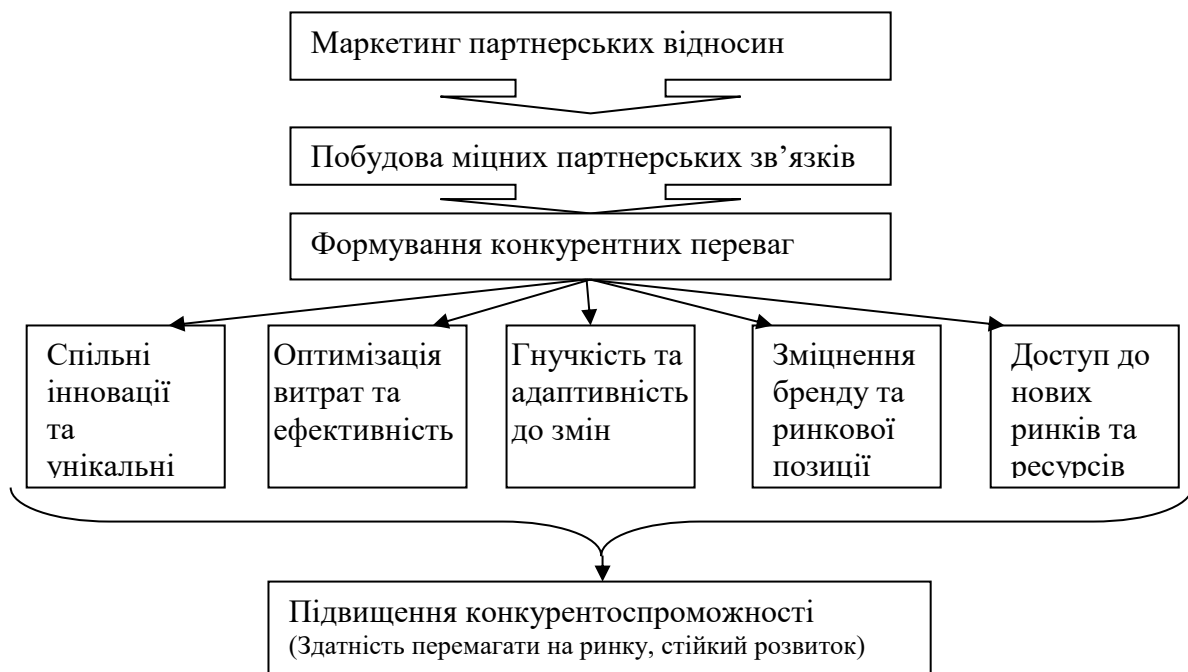 Маркетинг партнерських відносин
Побудова міцних партнерських зв’язків
Формування конкурентних переваг
Спільні
інновації
та
унікальні
Оптимізація
витрат та
ефективність
Гнучкість та
адаптивність
до змін
Зміцнення
бренду та
ринкової
позиції
Доступ до
нових
ринків та
ресурсів
Підвищення конкурентоспроможності
(Здатність перемагати на ринку, стійкий розвиток)